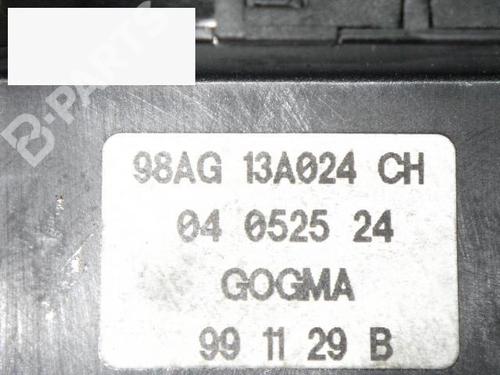 B-PARTS
98AG 13A024 CH
04 0525 24
GOGMA
99 11 29 B